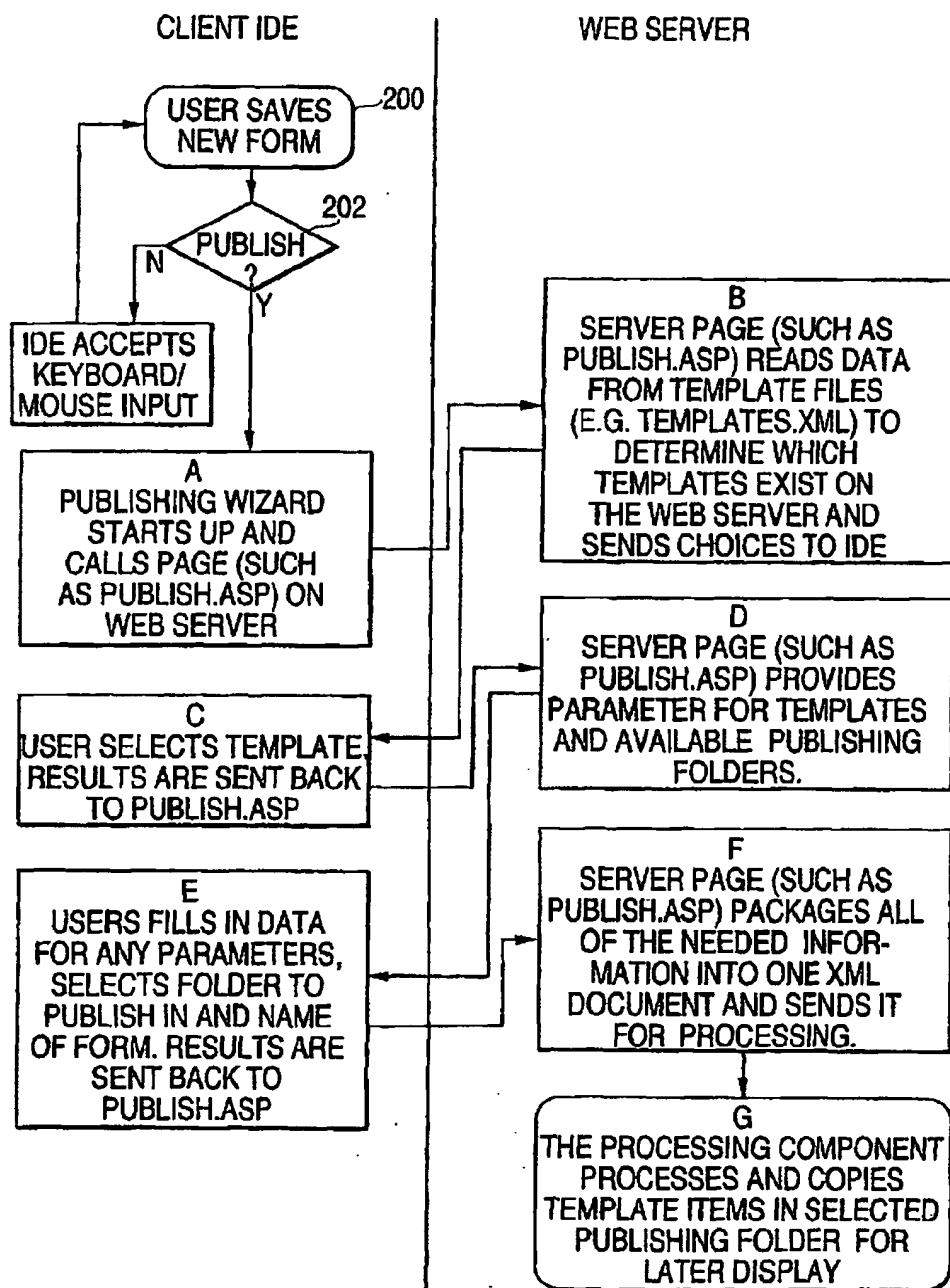 CLIENT IDE
WEB SERVER
USER SAVES
NEW FORM
200
PUBLISH
?
202
N
Y
IDE ACCEPTS
KEYBOARD/
MOUSE INPUT
A
PUBLISHING WIZARD
STARTS UP AND
CALLS PAGE (SUCH
AS PUBLISH.ASP) ON
WEB SERVER
B
SERVER PAGE (SUCH AS
PUBLISH.ASP) READS DATA
FROM TEMPLATE FILES
(E.G. TEMPLATES.XML) TO
DETERMINE WHICH
TEMPLATES EXIST ON
THE WEB SERVER AND
SENDS CHOICES TO IDE
C
USER SELECTS TEMPLATE.
RESULTS ARE SENT BACK
TO PUBLISH.ASP
D
SERVER PAGE (SUCH AS
PUBLISH.ASP) PROVIDES
PARAMETER FOR TEMPLATES
AND AVAILABLE PUBLISHING
FOLDERS.
E
USERS FILLS IN DATA
FOR ANY PARAMETERS,
SELECTS FOLDER TO
PUBLISH IN AND NAME
OF FORM. RESULTS ARE
SENT BACK TO
PUBLISH.ASP
F
SERVER PAGE (SUCH AS
PUBLISH.ASP) PACKAGES ALL
OF THE NEEDED INFOR-
MATION INTO ONE XML
DOCUMENT AND SENDS IT
FOR PROCESSING.
G
THE PROCESSING COMPONENT
PROCESSES AND COPIES
TEMPLATE ITEMS IN SELECTED
PUBLISHING FOLDER FOR
LATER DISPLAY